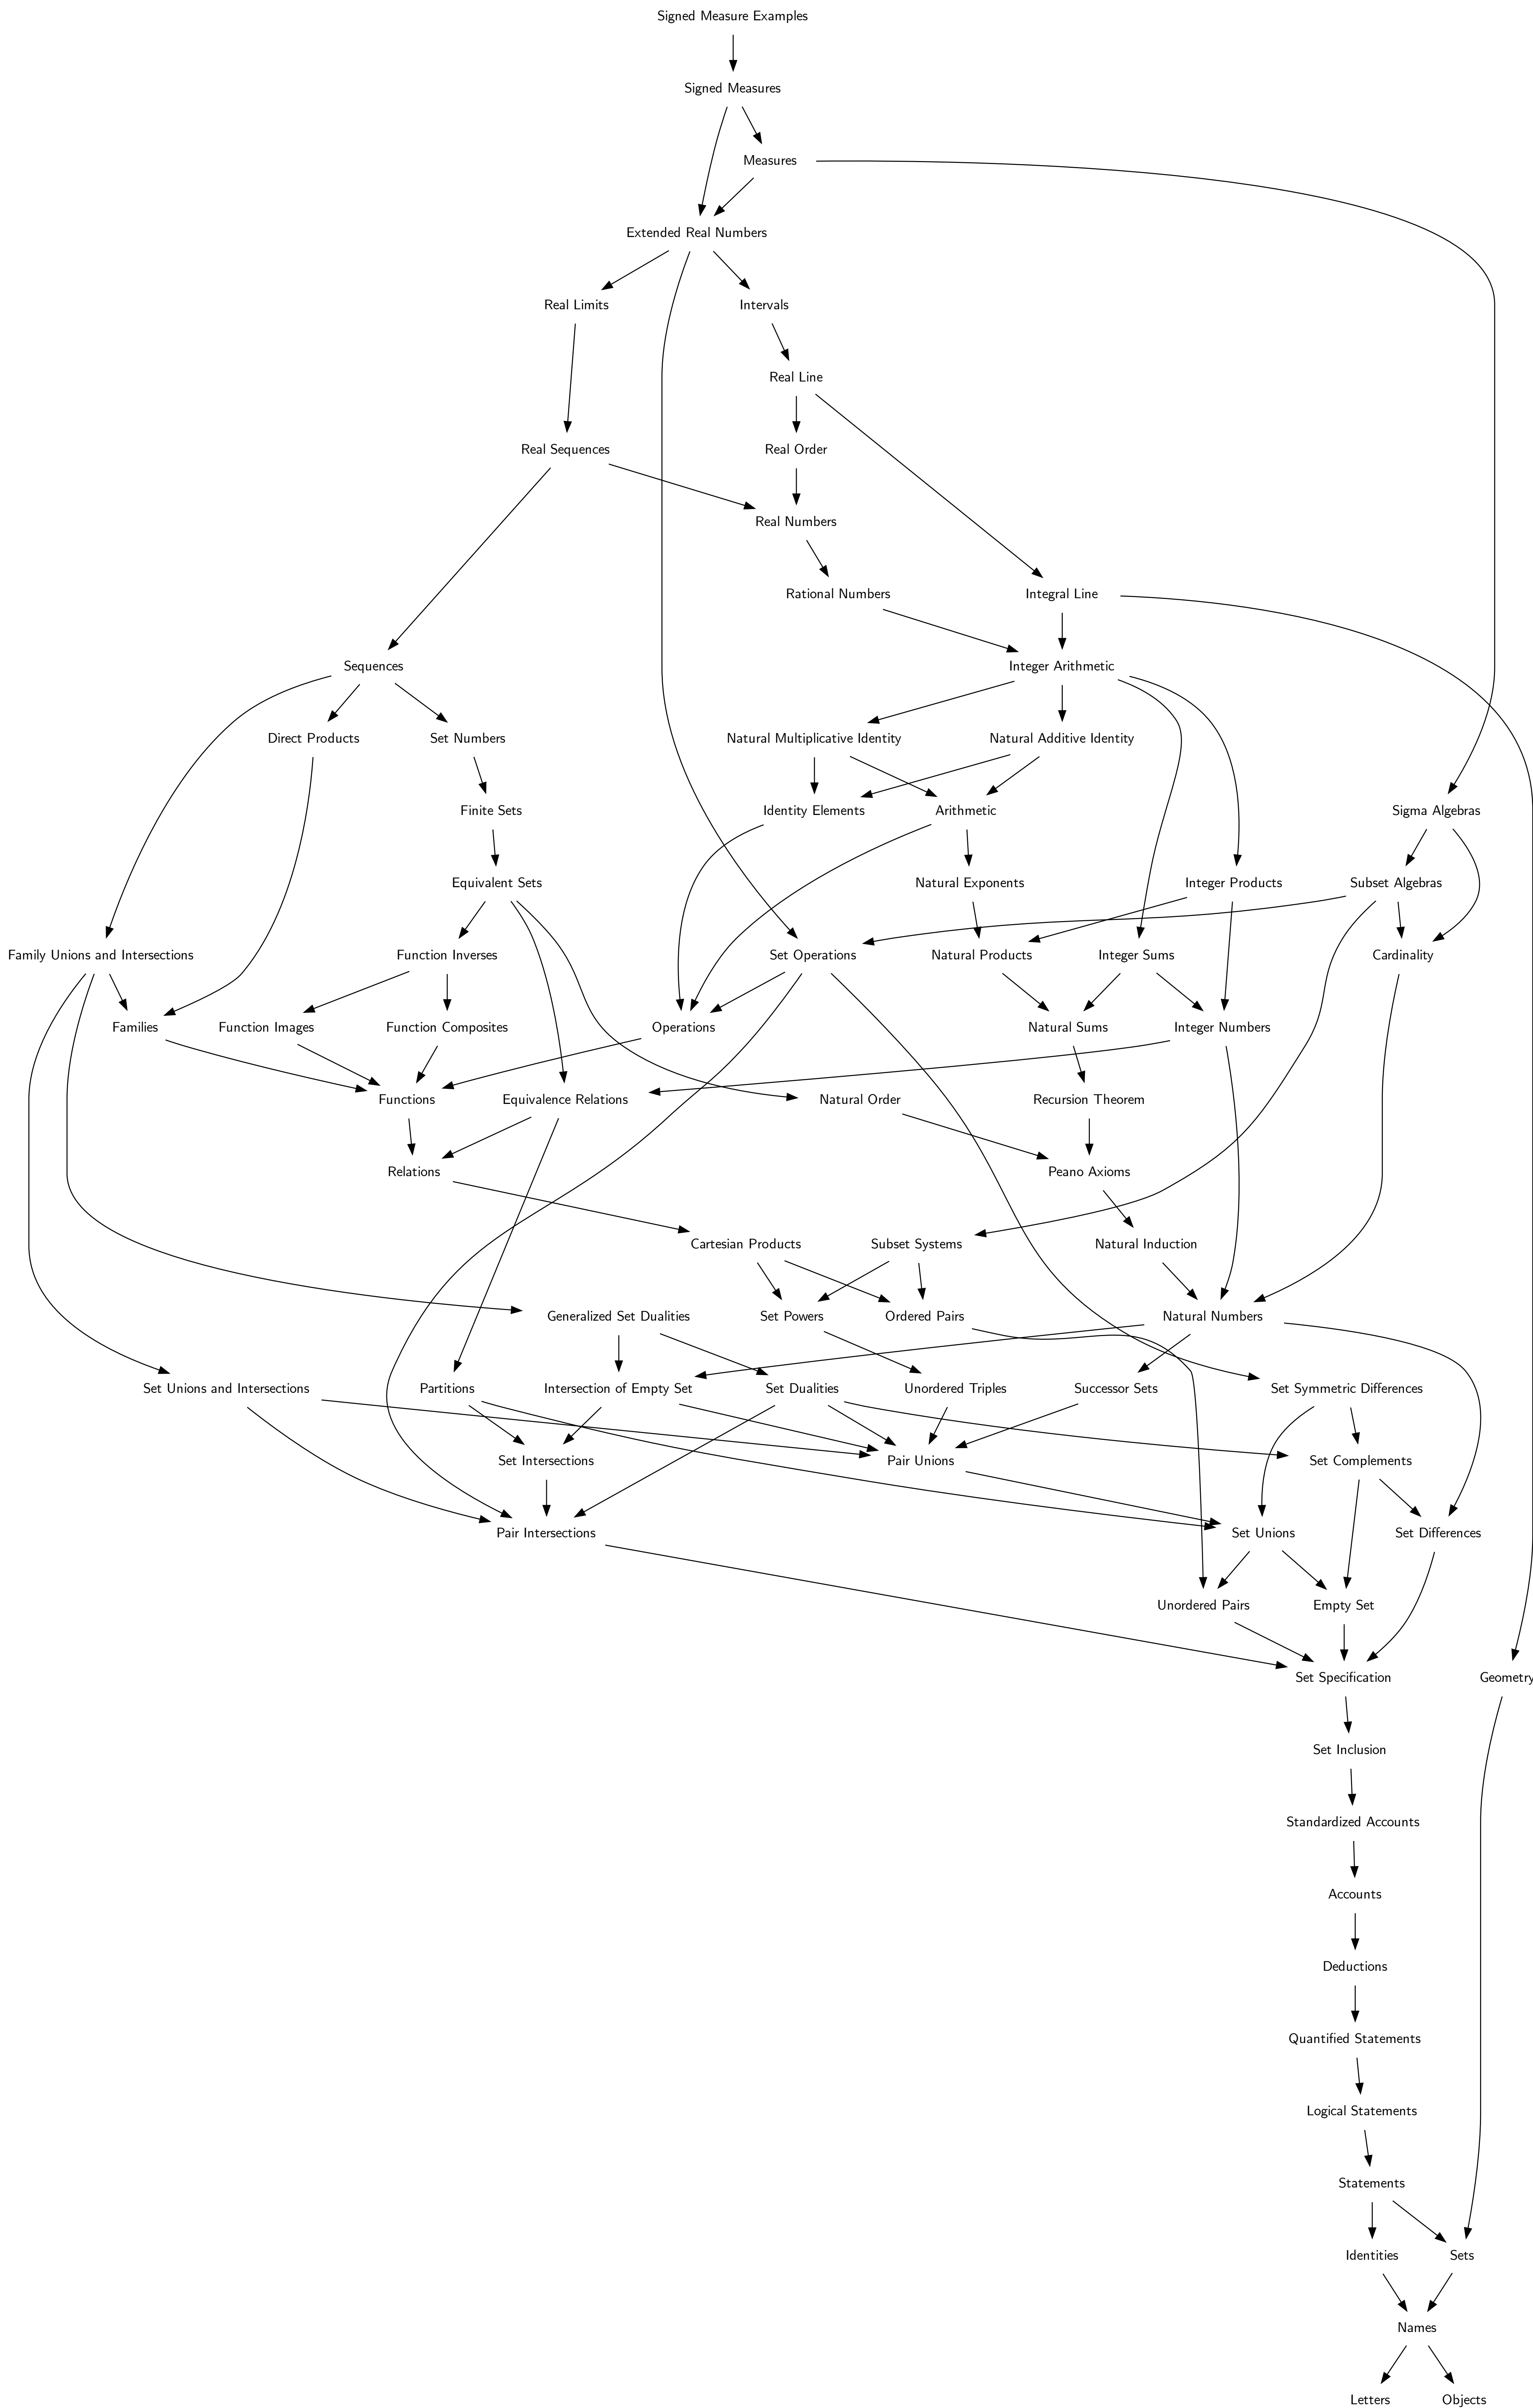 Signed Measure Examples
Signed Measures
Measures
Extended Real Numbers
Real Limits
Intervals
Real Line
Real Sequences
Real Order
Real Numbers
Rational Numbers
Integral Line
Sequences
Integer Arithmetic
Direct Products
Set Numbers
Natural Multiplicative Identity
Natural Additive Identity
Finite Sets
Identity Elements
Arithmetic
Sigma Algebras
Equivalent Sets
Natural Exponents
Integer Products
Subset Algebras
Family Unions and Intersections
Function Inverses
Set Operations
Natural Products
Integer Sums
Cardinality
Families
Function Images
Function Composites
Operations
Natural Sums
Integer Numbers
Functions
Equivalence Relations
Natural Order
Recursion Theorem
Relations
Peano Axioms
Cartesian Products
Subset Systems
Natural Induction
Generalized Set Dualities
Set Powers
Ordered Pairs
Natural Numbers
Set Unions and Intersections
Partitions
Intersection of Empty Set
Set Dualities
Unordered Triples
Successor Sets
Set Symmetric Differences
Set Intersections
Pair Unions
Set Complements
Pair Intersections
Set Unions
Set Differences
Unordered Pairs
Empty Set
Set Specification
Geometry
Set Inclusion
Standardized Accounts
Accounts
Deductions
Quantified Statements
Logical Statements
Statements
Identities
Sets
Names
Letters
Objects